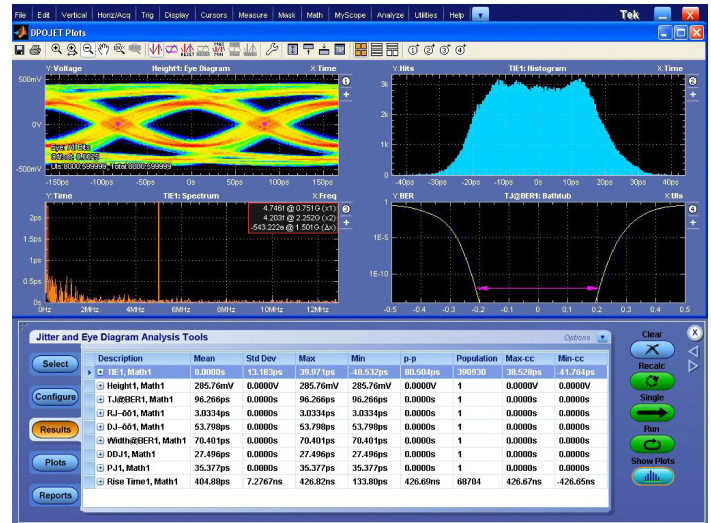 File Edit Vertical Horiz/Acq Trig Display Cursors Measure Mask Math MyScope Analyze Utilities Help Tek
DPOJET Plots
Y:Voltage Height1: Eye Diagram X:Time
500mV
0V
-500mV
Eye: All Bits
Offset: 0.0025
UIs:8000:599999, Total:8000:599999
-150ps -100ps -50ps 0s 50ps 100ps 150ps
Y:Hits TIE1: Histogram X:Time
3k
2k
1k
0
-40ps -30ps -20ps -10ps 0s 10ps 20ps 30ps 40ps
Y:Time TIE1: Spectrum X:Freq
4.746f @ 0.751G (x1)
4.203f @ 2.252G (x2)
-543.222a @ 1.501G (Δx)
2ps
1ps
1ps
0.5ps
0s
0Hz 2MHz 4MHz 6MHz 8MHz 10MHz 12MHz
Y:BER TJ@BER1: Bathtub X:UIs
1
1E-5
1E-10
-0.5 -0.4 -0.3 -0.2 -0.1 0 0.1 0.2 0.3 0.4 0.5
Jitter and Eye Diagram Analysis Tools Options
Select
Configure
Results
Plots
Reports
Description Mean Std Dev Max Min p-p Population Max-cc Min-cc
TIE1, Math1 0.0000s 13.183ps 39.971ps -40.532ps 80.504ps 390930 38.528ps -41.764ps
Height1, Math1 285.76mV 0.0000V 285.76mV 285.76mV 0.0000V 1 0.0000V 0.0000V
TJ@BER1, Math1 96.266ps 0.0000s 96.266ps 96.266ps 0.0000s 1 0.0000s 0.0000s
RJ-δδ1, Math1 3.0334ps 0.0000s 3.0334ps 3.0334ps 0.0000s 1 0.0000s 0.0000s
DJ-δδ1, Math1 53.798ps 0.0000s 53.798ps 53.798ps 0.0000s 1 0.0000s 0.0000s
Width@BER1, Math1 70.401ps 0.0000s 70.401ps 70.401ps 0.0000s 1 0.0000s 0.0000s
DDJ1, Math1 27.496ps 0.0000s 27.496ps 27.496ps 0.0000s 1 0.0000s 0.0000s
PJ1, Math1 35.377ps 0.0000s 35.377ps 35.377ps 0.0000s 1 0.0000s 0.0000s
Rise Time1, Math1 404.88ps 7.2767ns 426.82ns 133.80ps 426.69ns 68704 426.67ns -426.65ns
Clear
Recalc
Single
Run
Show Plots